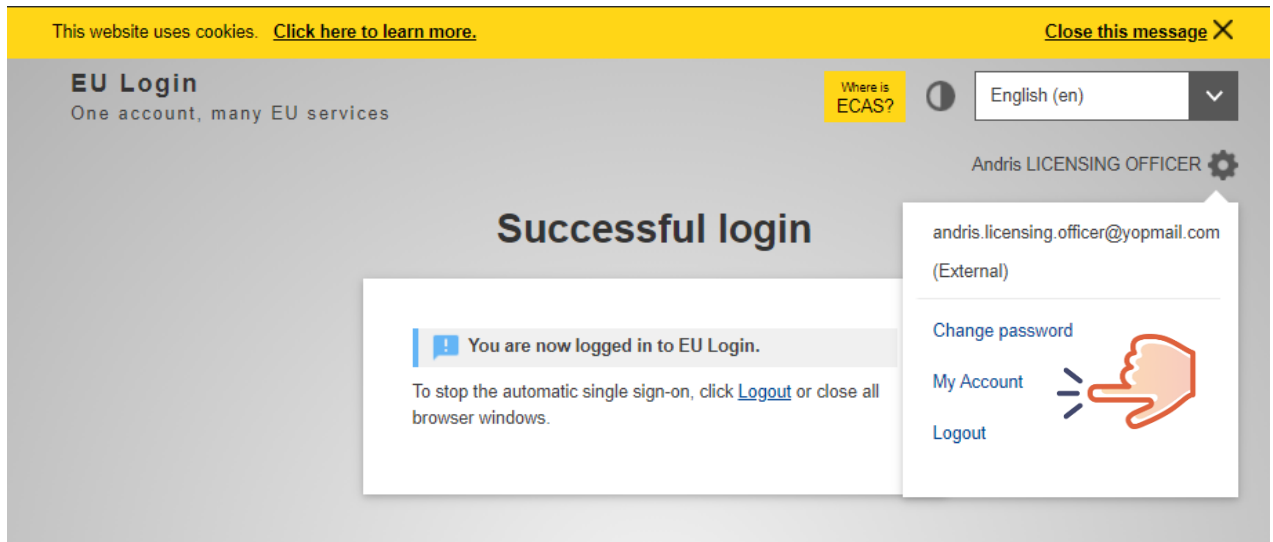 This website uses cookies. Click here to learn more. Close this message
EU Login
One account, many EU services
Where is
ECAS?
English (en)
Andris LICENSING OFFICER
Successful login
andris.licensing.officer@yopmail.com
(External)
Change password
My Account
Logout
You are now logged in to EU Login.
To stop the automatic single sign-on, click Logout or close all
browser windows.